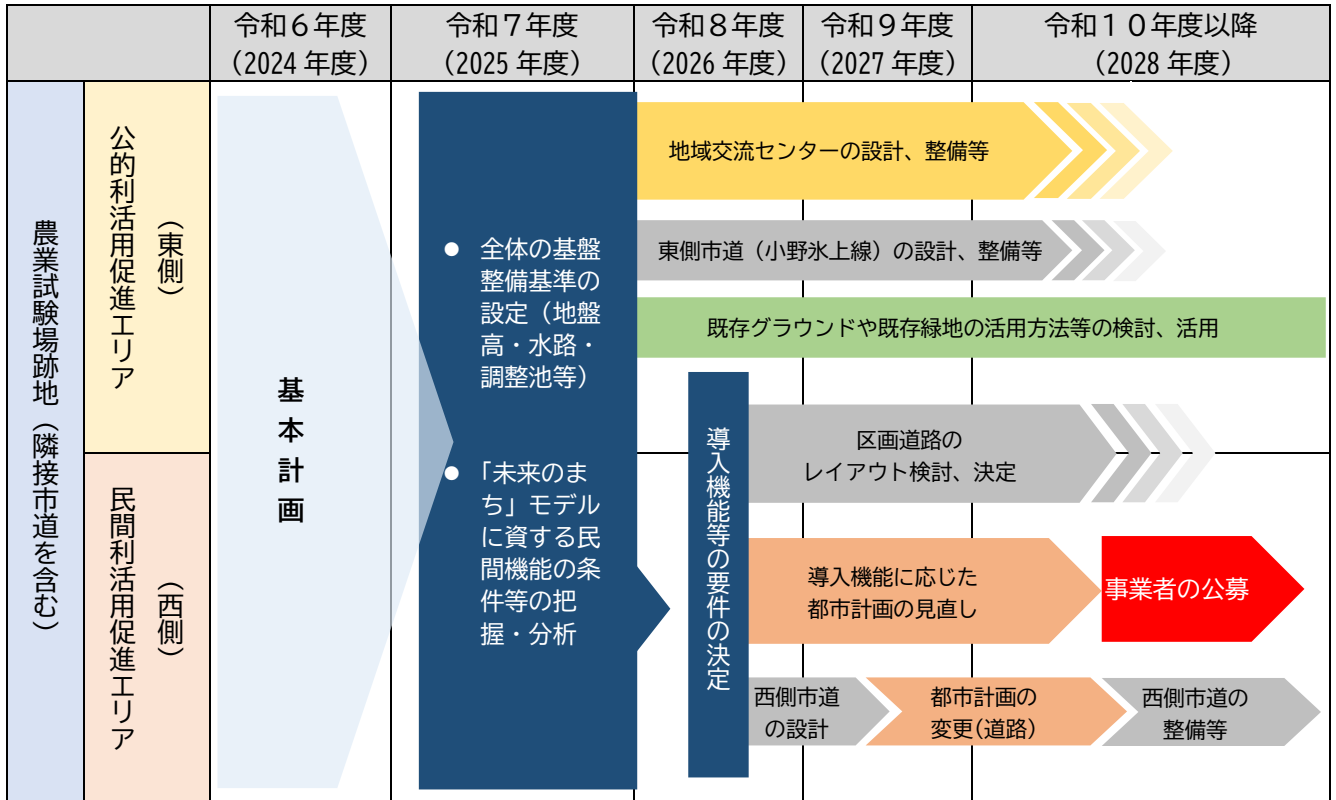 令和６年度
（2024 年度）
令和７年度
（2025 年度）
令和８年度
（2026 年度）
令和９年度
（2027 年度）
令和１０年度以降
（2028 年度）
農業試験場跡地（隣接市道を含む）
公的利活用促進エリア
（東側）
民間利活用促進エリア
（西側）
基本計画
● 全体の基盤
整備基準の
設定（地盤
高・水路・
調整池等）
● 「未来のま
ち」モデル
に資する民
間機能の条
件等の把
握・分析
地域交流センターの設計、整備等
東側市道（小野氷上線）の設計、整備等
既存グラウンドや既存緑地の活用方法等の検討、活用
導入機能等の要件の決定
区画道路の
レイアウト検討、決定
導入機能に応じた
都市計画の見直し
事業者の公募
西側市道
の設計
都市計画の
変更(道路)
西側市道の
整備等